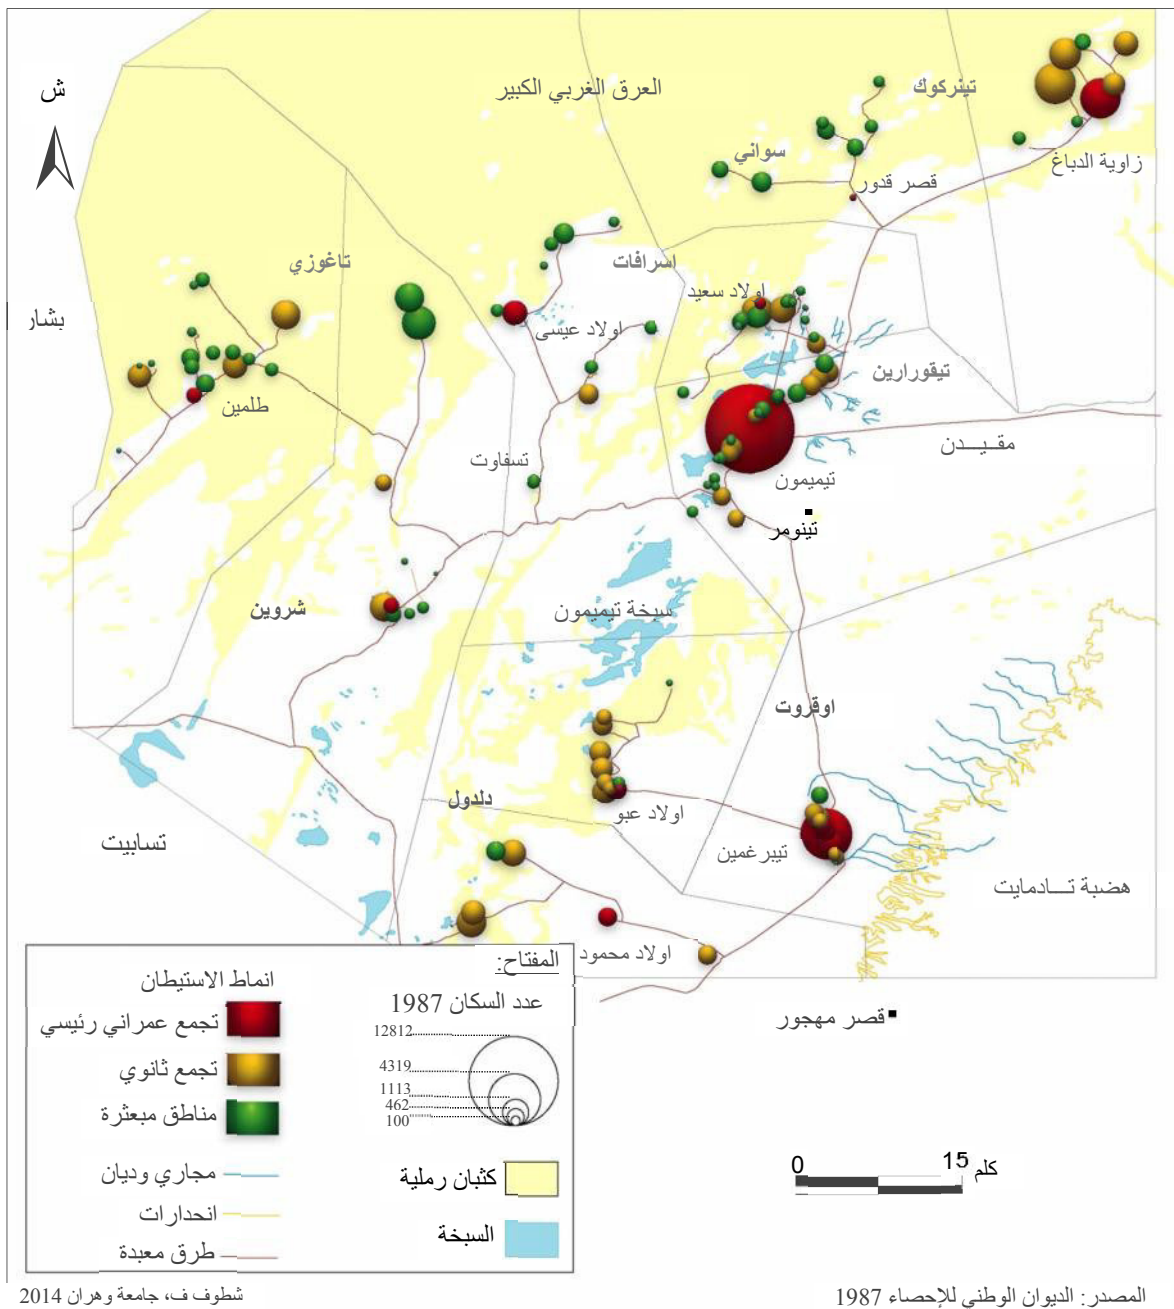 العرق الغربي الكبير
تينركوك
ش
زاوية الدباغ
سواني
قصر قدور
اسرافات
تاغوزي
اولاد سعيد
بشار
اولاد عيسى
تيقورارين
طلمين
مقــيـــدن
تسفاوت
تيميمون
تينومر
سبخة تيميمون
شروين
اوقروت
دلدول
اولاد عبو
تسابيت
تيبرغمين
هضبة تـــادمايت
اولاد محمود
قصر مهجور
المفتاح:
انماط الاستيطان
تجمع عمراني رئيسي
تجمع ثانوي
مناطق مبعثرة
مجاري وديان
انحدارات
طرق معبدة
عدد السكان 1987
12812
4319
1113
462
100
كثبان رملية
السبخة
0 15 كلم
المصدر: الديوان الوطني للإحصاء 1987
شطوف ف، جامعة وهران 2014